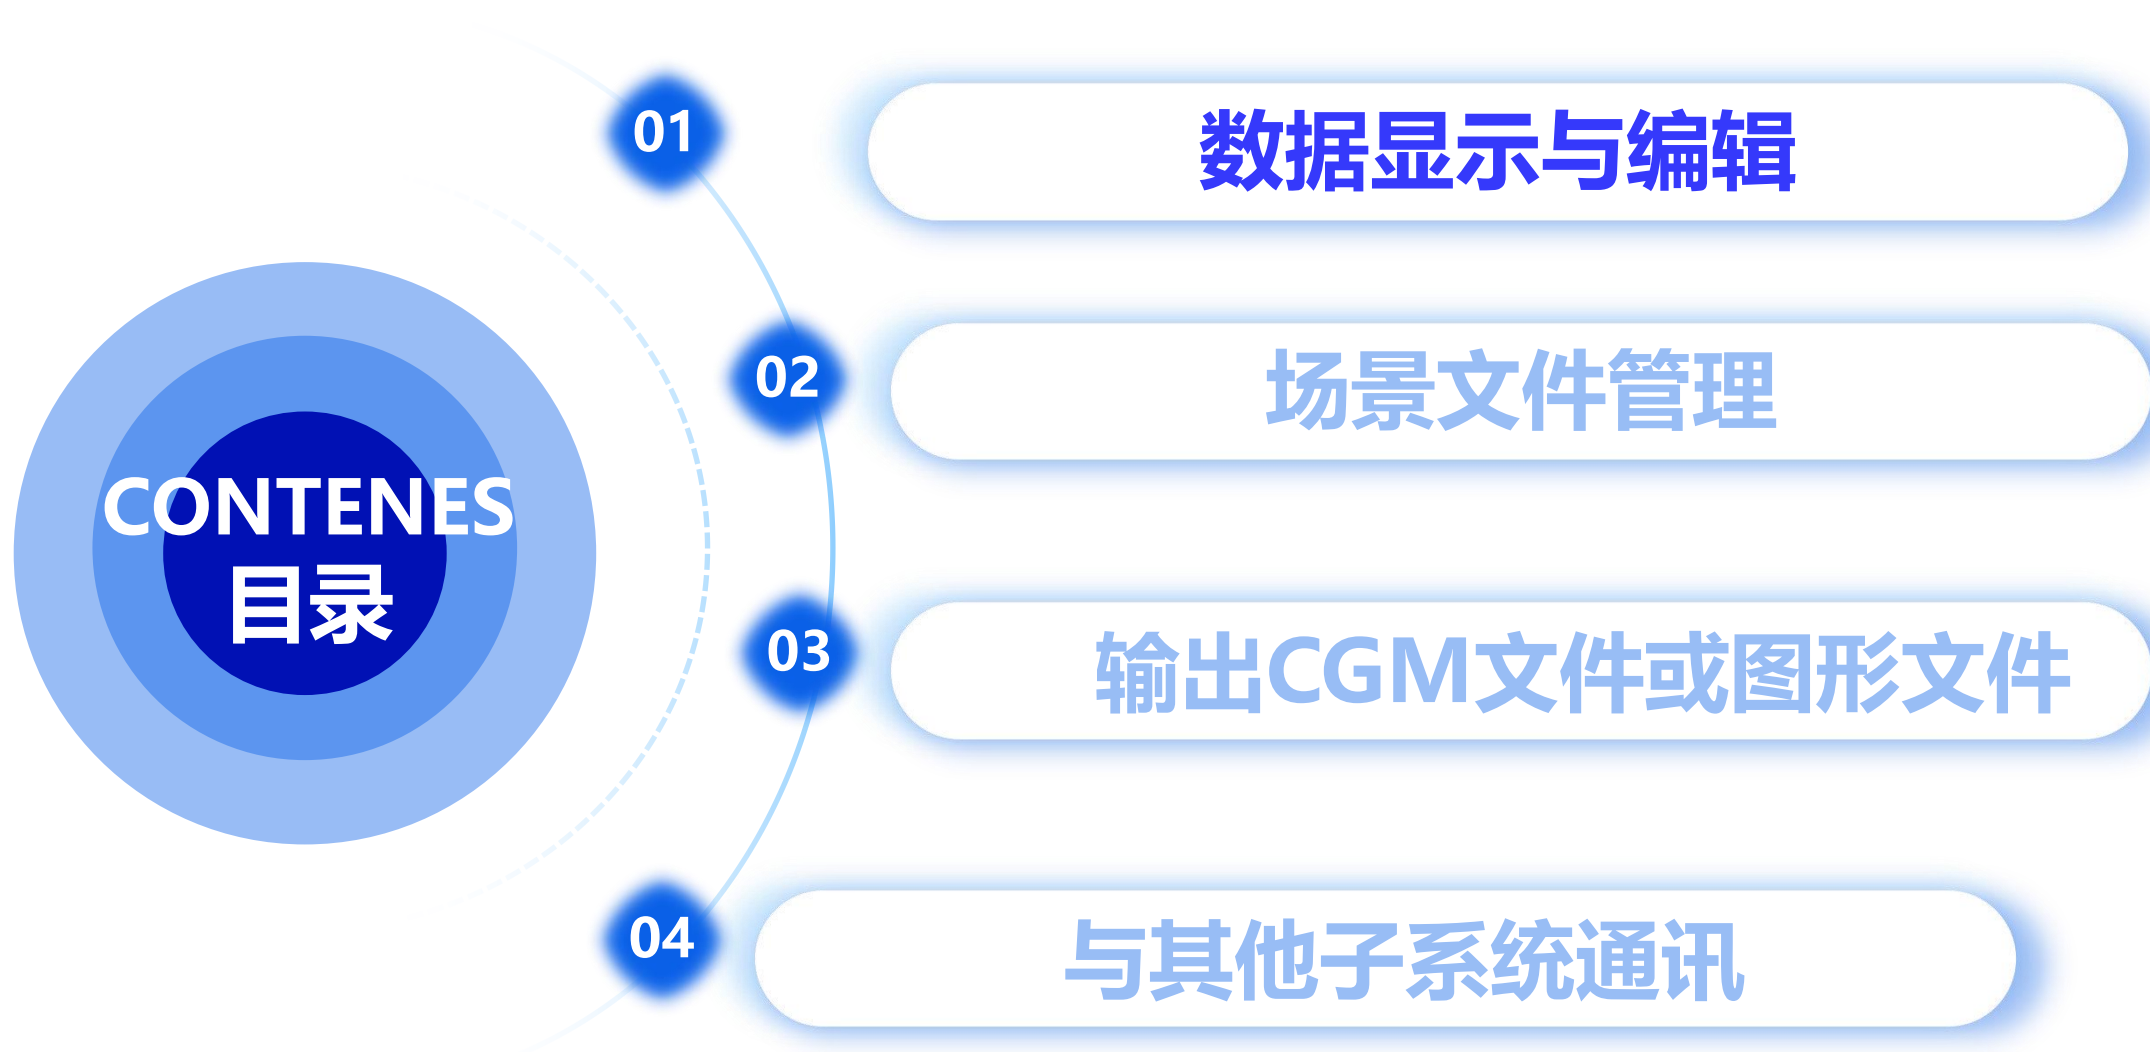 CONTENES
目录
01
数据显示与编辑
02
场景文件管理
03
输出CGM文件或图形文件
04
与其他子系统通讯